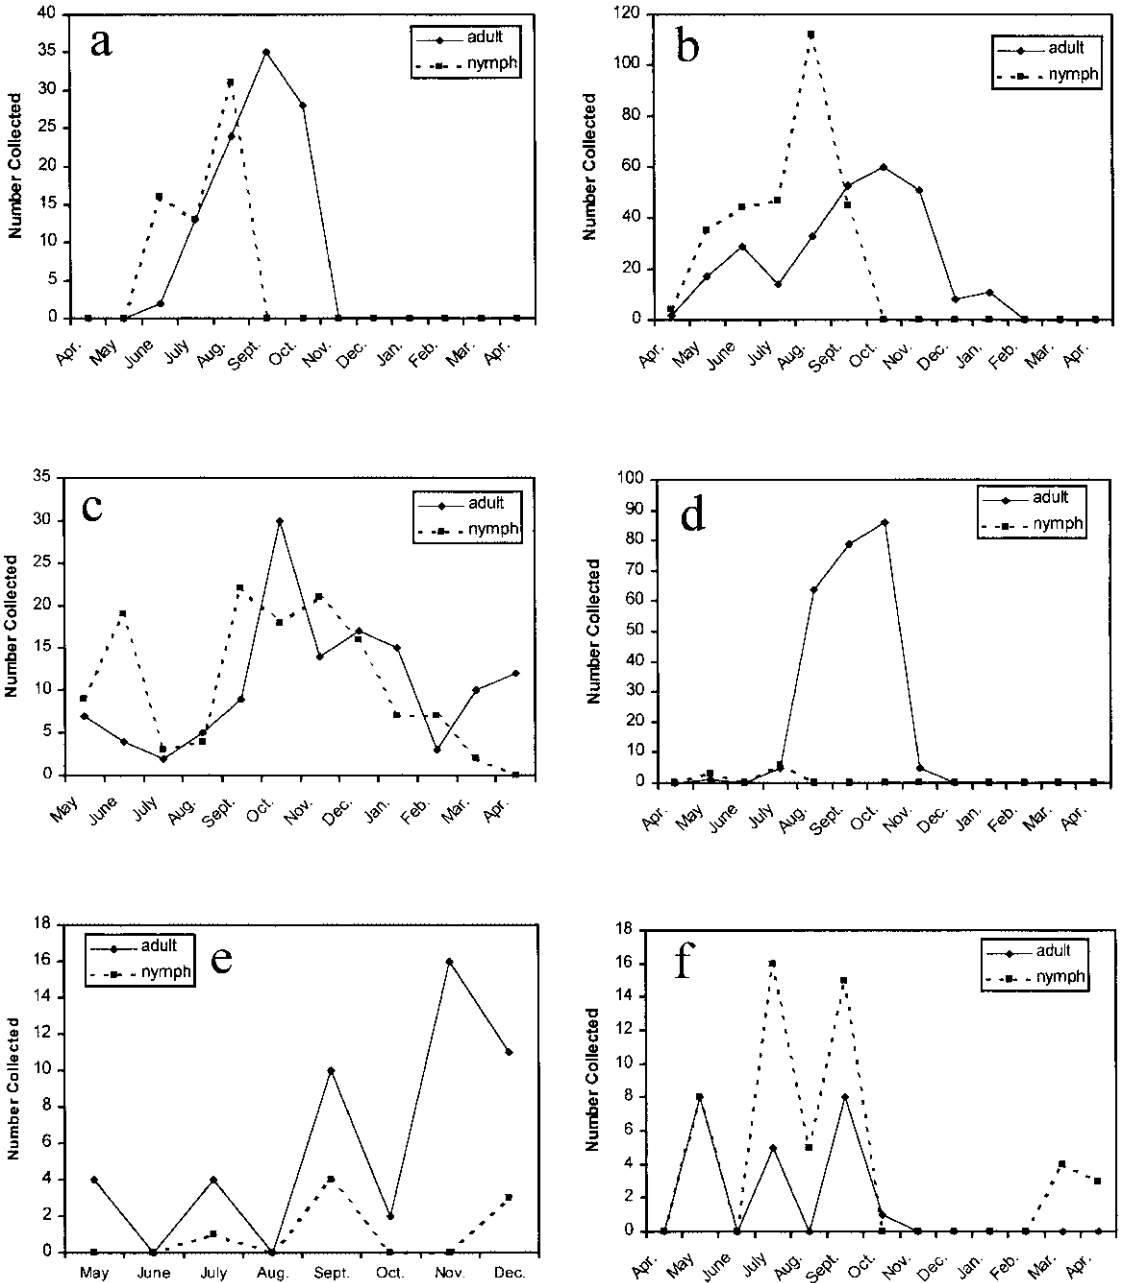 a
adult
nymph
Number Collected
40
35
30
25
20
15
10
5
0
Apr. May June July Aug. Sept. Oct. Nov. Dec. Jan. Feb. Mar. Apr.
b
adult
nymph
Number Collected
120
100
80
60
40
20
0
Apr. May June July Aug. Sept. Oct. Nov. Dec. Jan. Feb. Mar. Apr.
c
adult
nymph
Number Collected
35
30
25
20
15
10
5
0
May June July Aug. Sept. Oct. Nov. Dec. Jan. Feb. Mar. Apr.
d
adult
nymph
Number Collected
100
90
80
70
60
50
40
30
20
10
0
Apr. May June July Aug. Sept. Oct. Nov. Dec. Jan. Feb. Mar. Apr.
e
adult
nymph
Number Collected
18
16
14
12
10
8
6
4
2
0
May June July Aug. Sept. Oct. Nov. Dec.
f
adult
nymph
Number Collected
18
16
14
12
10
8
6
4
2
0
Apr. May June July Aug. Sept. Oct. Nov. Dec. Jan. Feb. Mar. Apr.